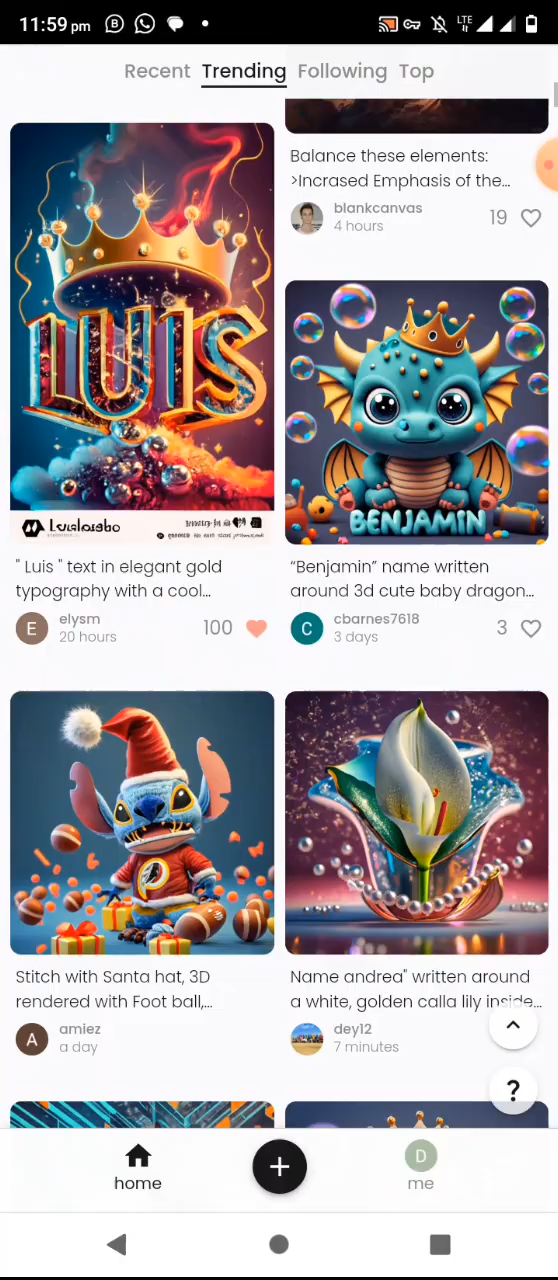 11:59 pm
LTE
Recent Trending Following Top
LUIS
" Luis " text in elegant gold
typography with a cool...
E
elysm
20 hours
100
Balance these elements:
>Incrased Emphasis of the...
blankcanvas
4 hours
19
BENJAMIN
“Benjamin” name written
around 3d cute baby dragon...
C
cbarnes7618
3 days
3
Stitch with Santa hat, 3D
rendered with Foot ball,...
A
amiez
a day
Name andrea" written around
a white, golden calla lily inside...
dey12
7 minutes
?
home
+
D
me